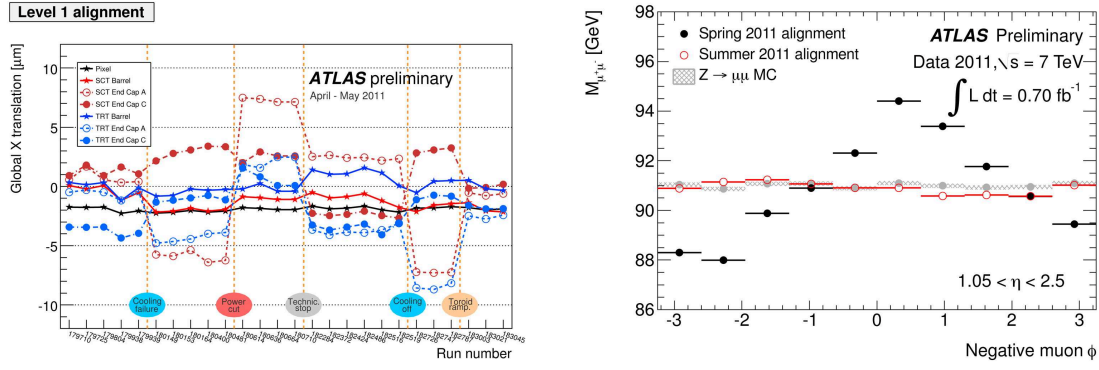 Level 1 alignment
Global X translation [μm]
10
5
0
-5
-10
Pixel
SCT Barrel
SCT End Cap A
SCT End Cap C
TRT Barrel
TRT End Cap A
TRT End Cap C
ATLAS preliminary
April - May 2011
Cooling failure
Power cut
Technic. stop
Cooling off
Toroid ramp.
Run number
M_μ+μ- [GeV]
98
96
94
92
90
88
86
Spring 2011 alignment
Summer 2011 alignment
Z → μμ MC
ATLAS Preliminary
Data 2011, √s = 7 TeV
∫ L dt = 0.70 fb⁻¹
1.05 < η < 2.5
-3 -2 -1 0 1 2 3
Negative muon ϕ